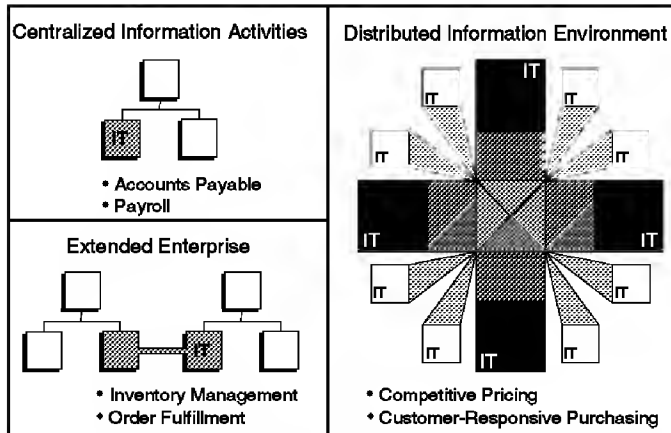 Centralized Information Activities
IT
• Accounts Payable
• Payroll
Extended Enterprise
IT
• Inventory Management
• Order Fulfillment
Distributed Information Environment
IT
IT
IT
IT
IT
IT
IT
IT
IT
IT
IT
IT
• Competitive Pricing
• Customer-Responsive Purchasing